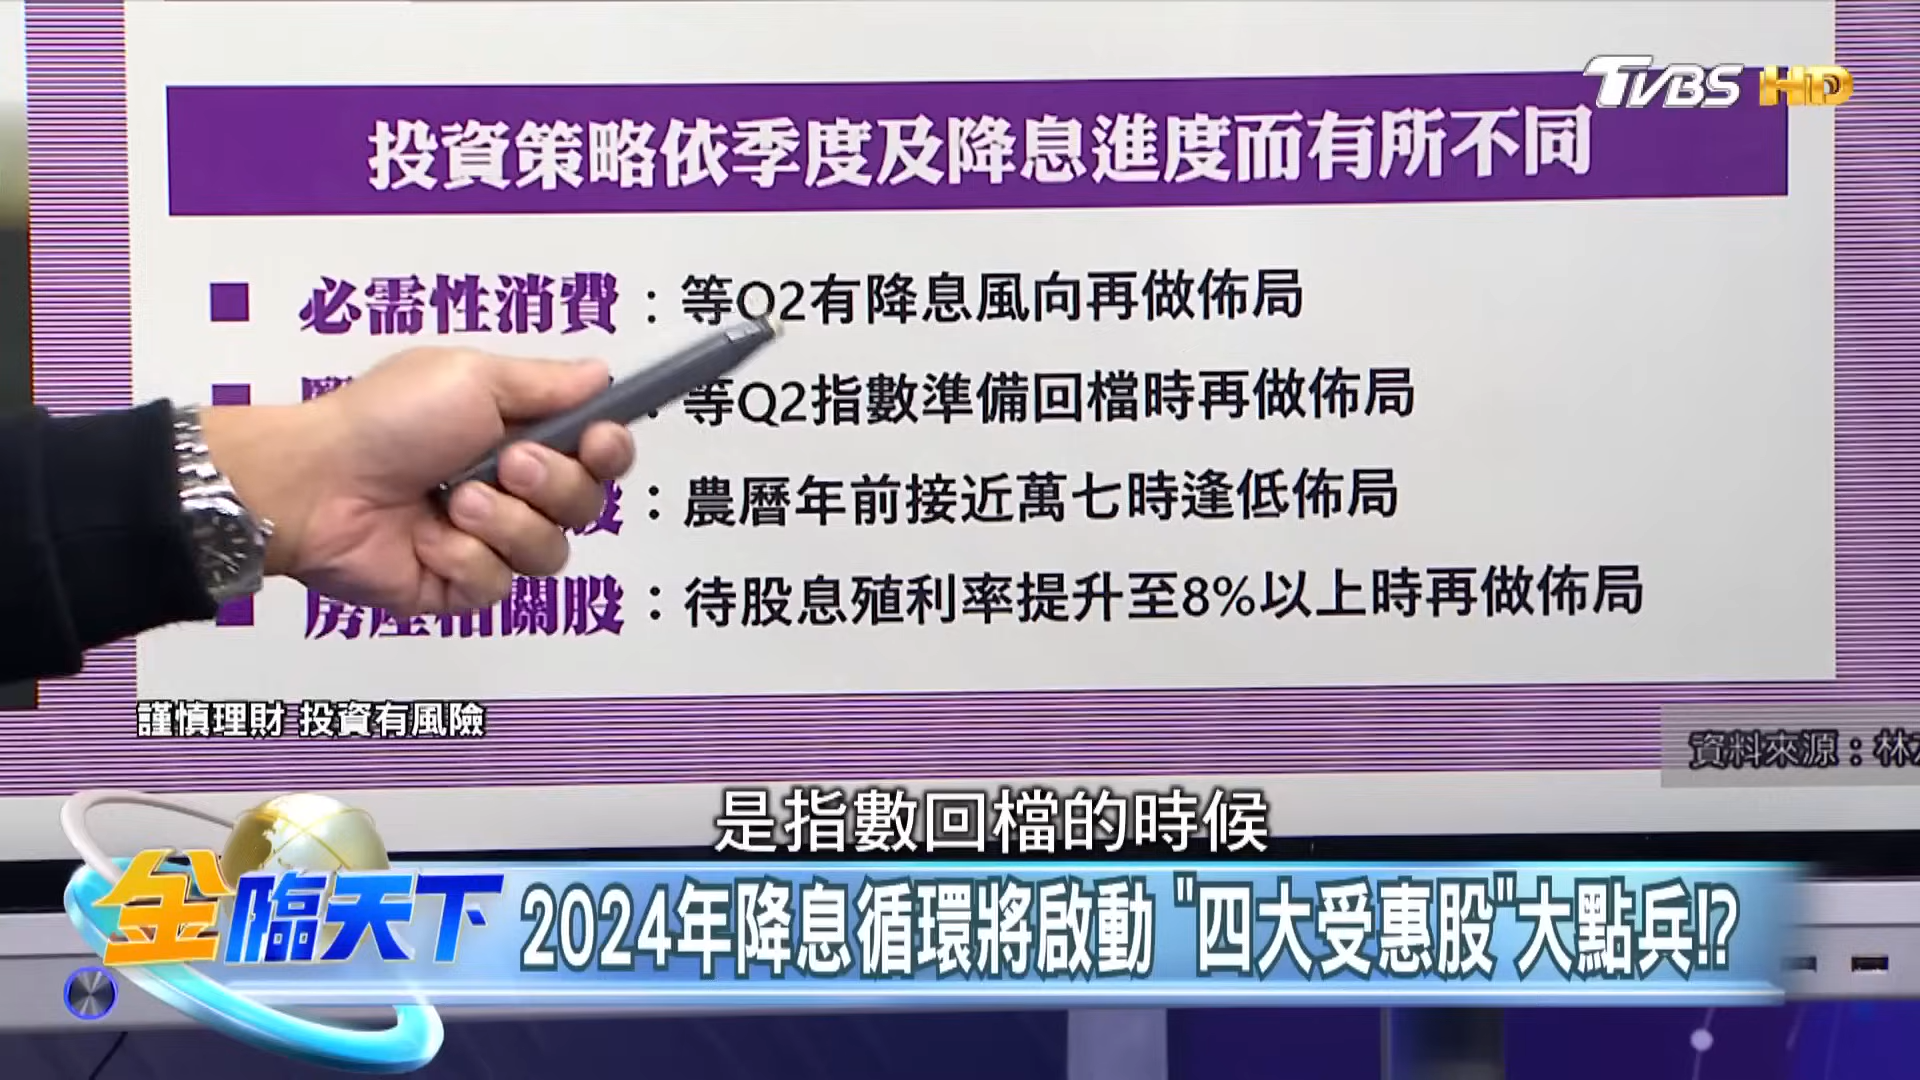 TVBS HD
投資策略依季度及降息進度而有所不同
必需性消費：等Q2有降息風向再做佈局
：等Q2指數準備回檔時再做佈局
股：農曆年前接近萬七時逢低佈局
房產相關股：待股息殖利率提升至8%以上時再做佈局
謹慎理財 投資有風險
資料來源：林
是指數回檔的時候
金臨天下
2024年降息循環將啟動 "四大受惠股"大點兵!?